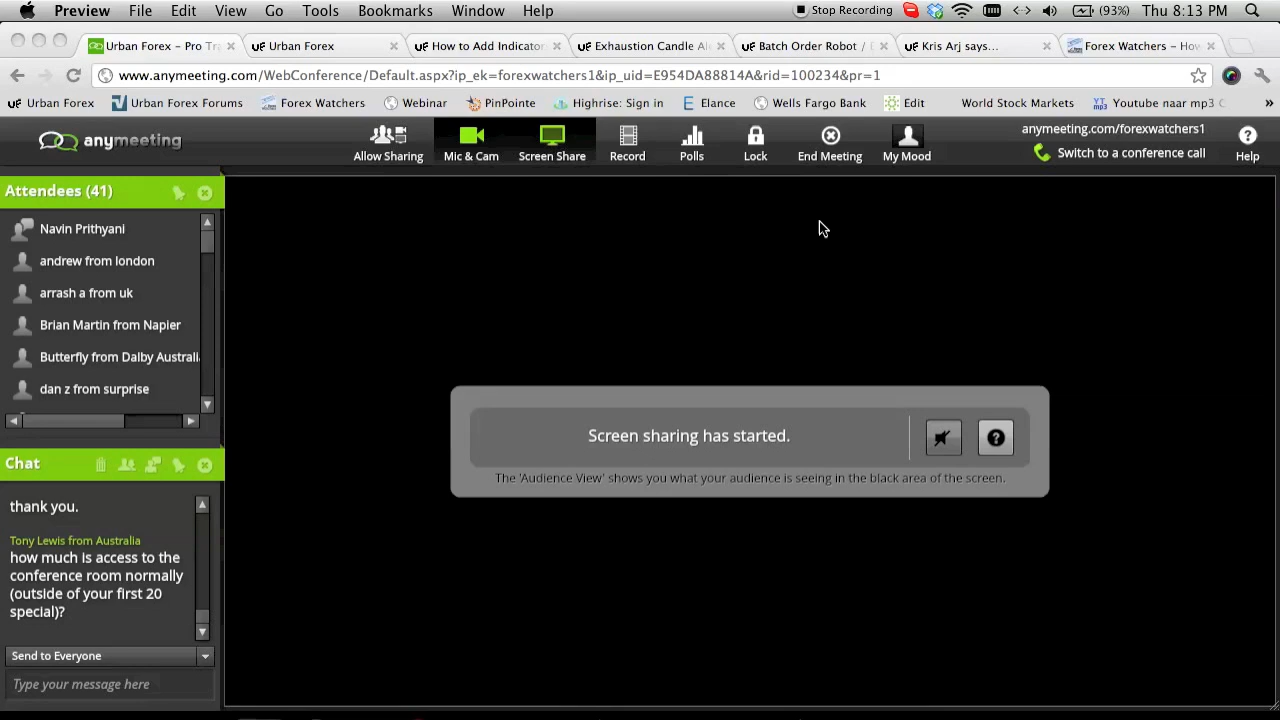 Preview File Edit View Go Tools Bookmarks Window Help Stop Recording (93%) Thu 8:13 PM
Urban Forex – Pro Tra Urban Forex How to Add Indicator Exhaustion Candle Al Batch Order Robot / Kris Arj says... Forex Watchers – How
www.anymeeting.com/WebConference/Default.aspx?ip_ek=forexwatchers1&ip_uid=E954DA88814A&rid=100234&pr=1
Urban Forex Urban Forex Forums Forex Watchers Webinar PinPointe Highrise: Sign in Elance Wells Fargo Bank Edit World Stock Markets Youtube naar mp3 C »
anymeeting
Allow Sharing Mic & Cam Screen Share Record Polls Lock End Meeting My Mood
anymeeting.com/forexwatchers1
Switch to a conference call
Help
Attendees (41)
Navin Prithyani
andrew from london
arrash a from uk
Brian Martin from Napier
Butterfly from Dalby Australi
dan z from surprise
Chat
thank you.
Tony Lewis from Australia
how much is access to the
conference room normally
(outside of your first 20
special)?
Send to Everyone
Type your message here
Screen sharing has started.
The 'Audience View' shows you what your audience is seeing in the black area of the screen.